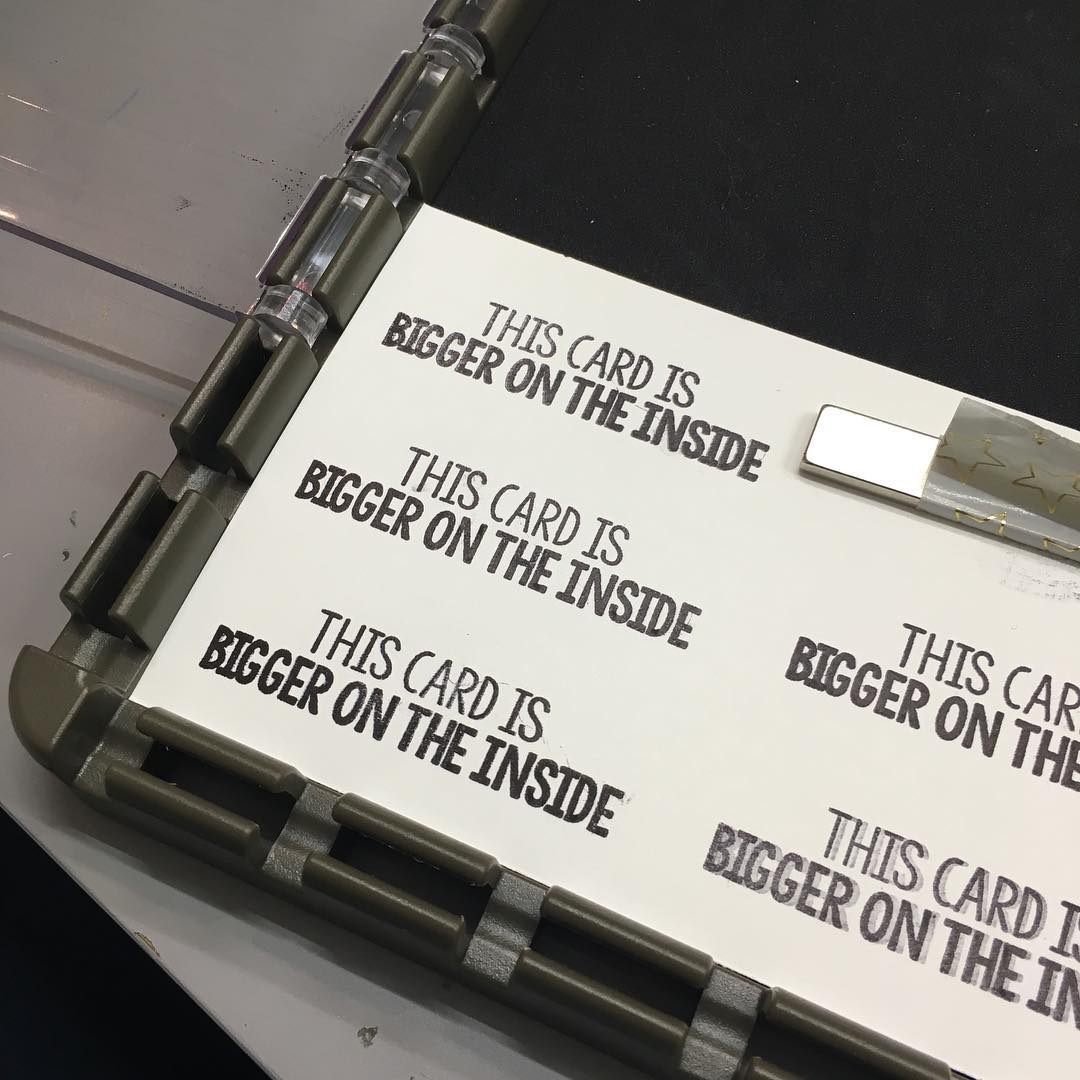 THIS CARD IS
BIGGER ON THE INSIDE
THIS CARD IS
BIGGER ON THE INSIDE
THIS CARD IS
BIGGER ON THE INSIDE
THIS CAR
BIGGER ON THE
THIS CARD IS
BIGGER ON THE IN